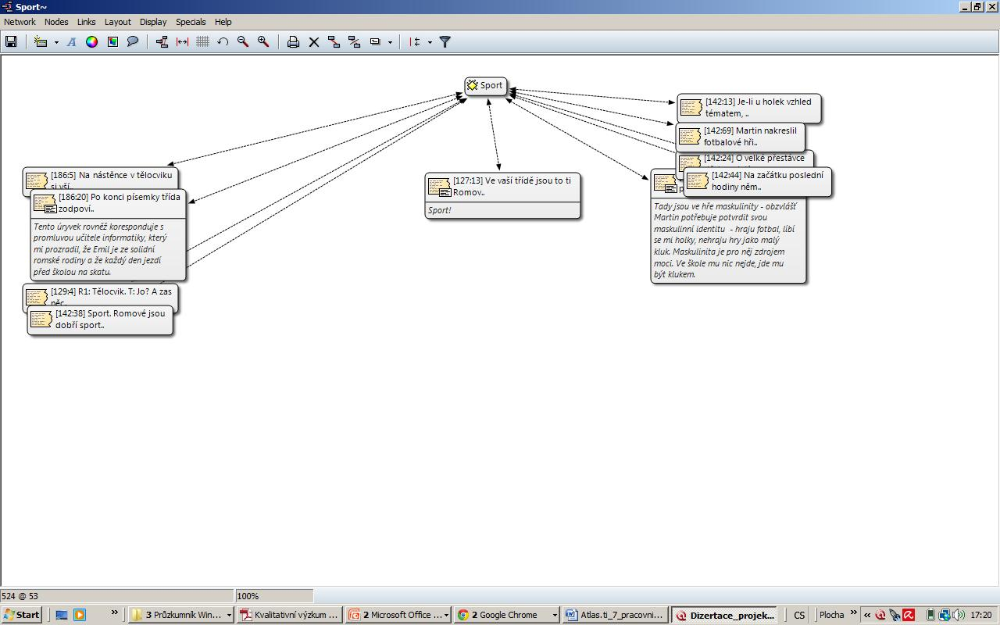 Sport~
Network Nodes Links Layout Display Specials Help
Sport
[142:13] Je-li u holek vzhled
tématem, ..
[142:69] Martin nakreslil
fotbalové hři..
[142:24] O velké přestávce
[142:44] Na začátku poslední
hodiny něm..
Tady jsou ve hře maskulinity - obzvlášť
Martin potřebuje potvrdit svou
maskulinní identitu - hraju fotbal, líbí
se mi holky, nehraju hry jako malý
kluk. Maskulinita je pro něj zdrojem
moci. Ve škole mu nic nejde, jde mu
být klukem.
[127:13] Ve vaší třídě jsou to ti
Romov..
Sport!
[186:5] Na nástěnce v tělocviku
si vší..
[186:20] Po konci písemky třída
zodpoví..
Tento úryvek rovněž koresponduje s
promluvou učitele informatiky, který
mi prozradil, že Emil je ze solidní
romské rodiny a že každý den jezdí
před školou na skatu.
[129:4] R1: Tělocvik. T: Jo? A zas
něc..
[142:38] Sport. Romové jsou
dobří sport..
524 @ 53 100%
Start 3 Průzkumník Win... Kvalitativní výzkum ... 2 Microsoft Office ... 2 Google Chrome Atlas.ti_7_pracovni... Dizertace_projek... CS Plocha 17:20